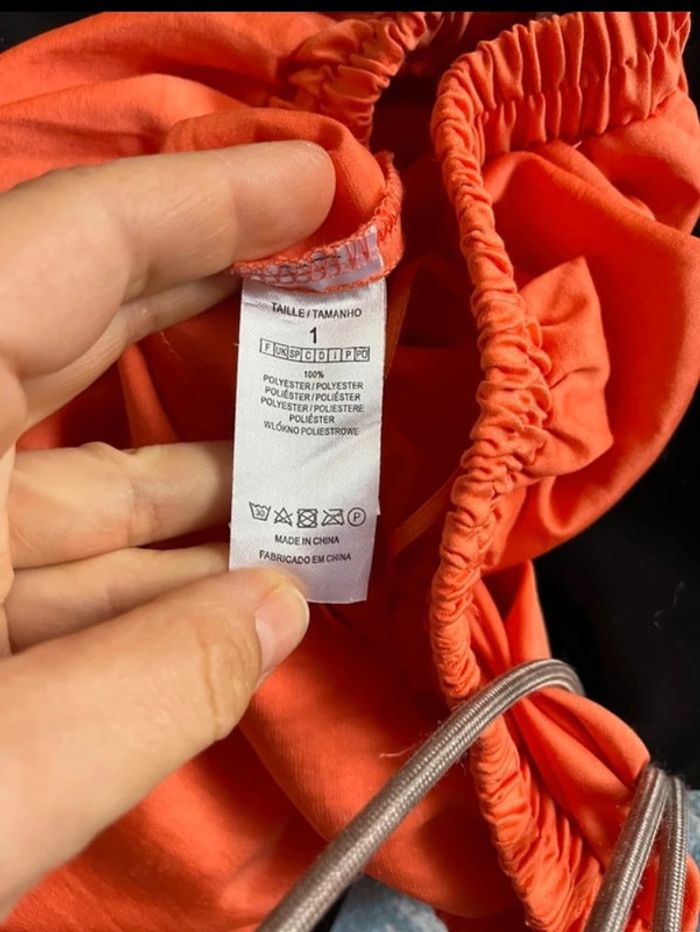 TAILLE / TAMANHO
1
F UK SP C D I P PO
100%
POLYESTER / POLYESTER
POLIÉSTER / POLIÉSTER
POLYESTER / POLIESTERE
POLIÉSTER
WLÓKNO POLIESTROWE
30 P
MADE IN CHINA
FABRICADO EM CHINA